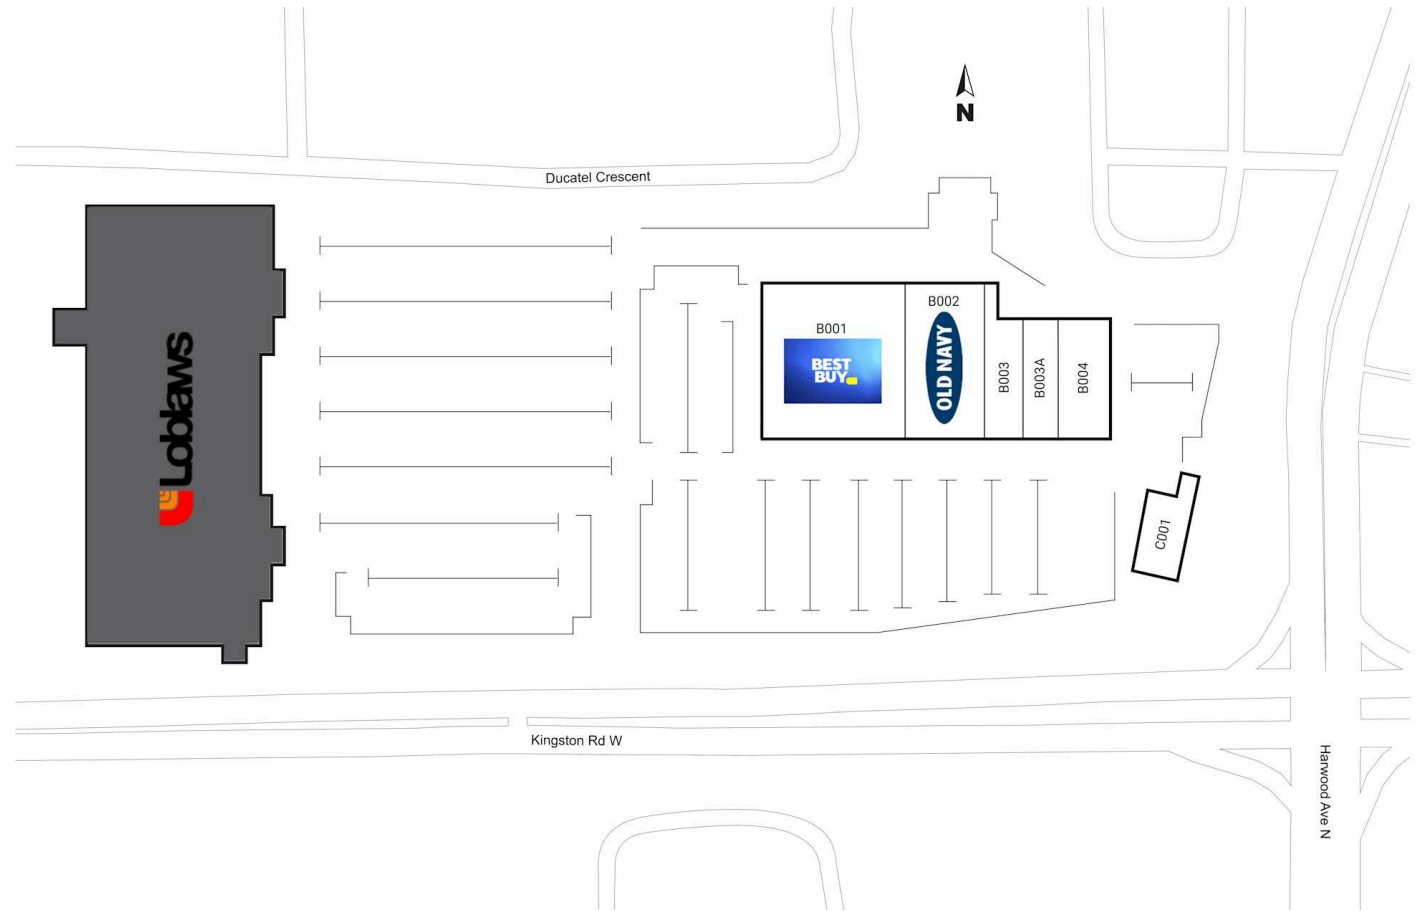 N
Ducatel Crescent
Loblaws
B001
BEST
BUY
B002
OLD NAVY
B003
B003A
B004
C001
Kingston Rd W
Harwood Ave N